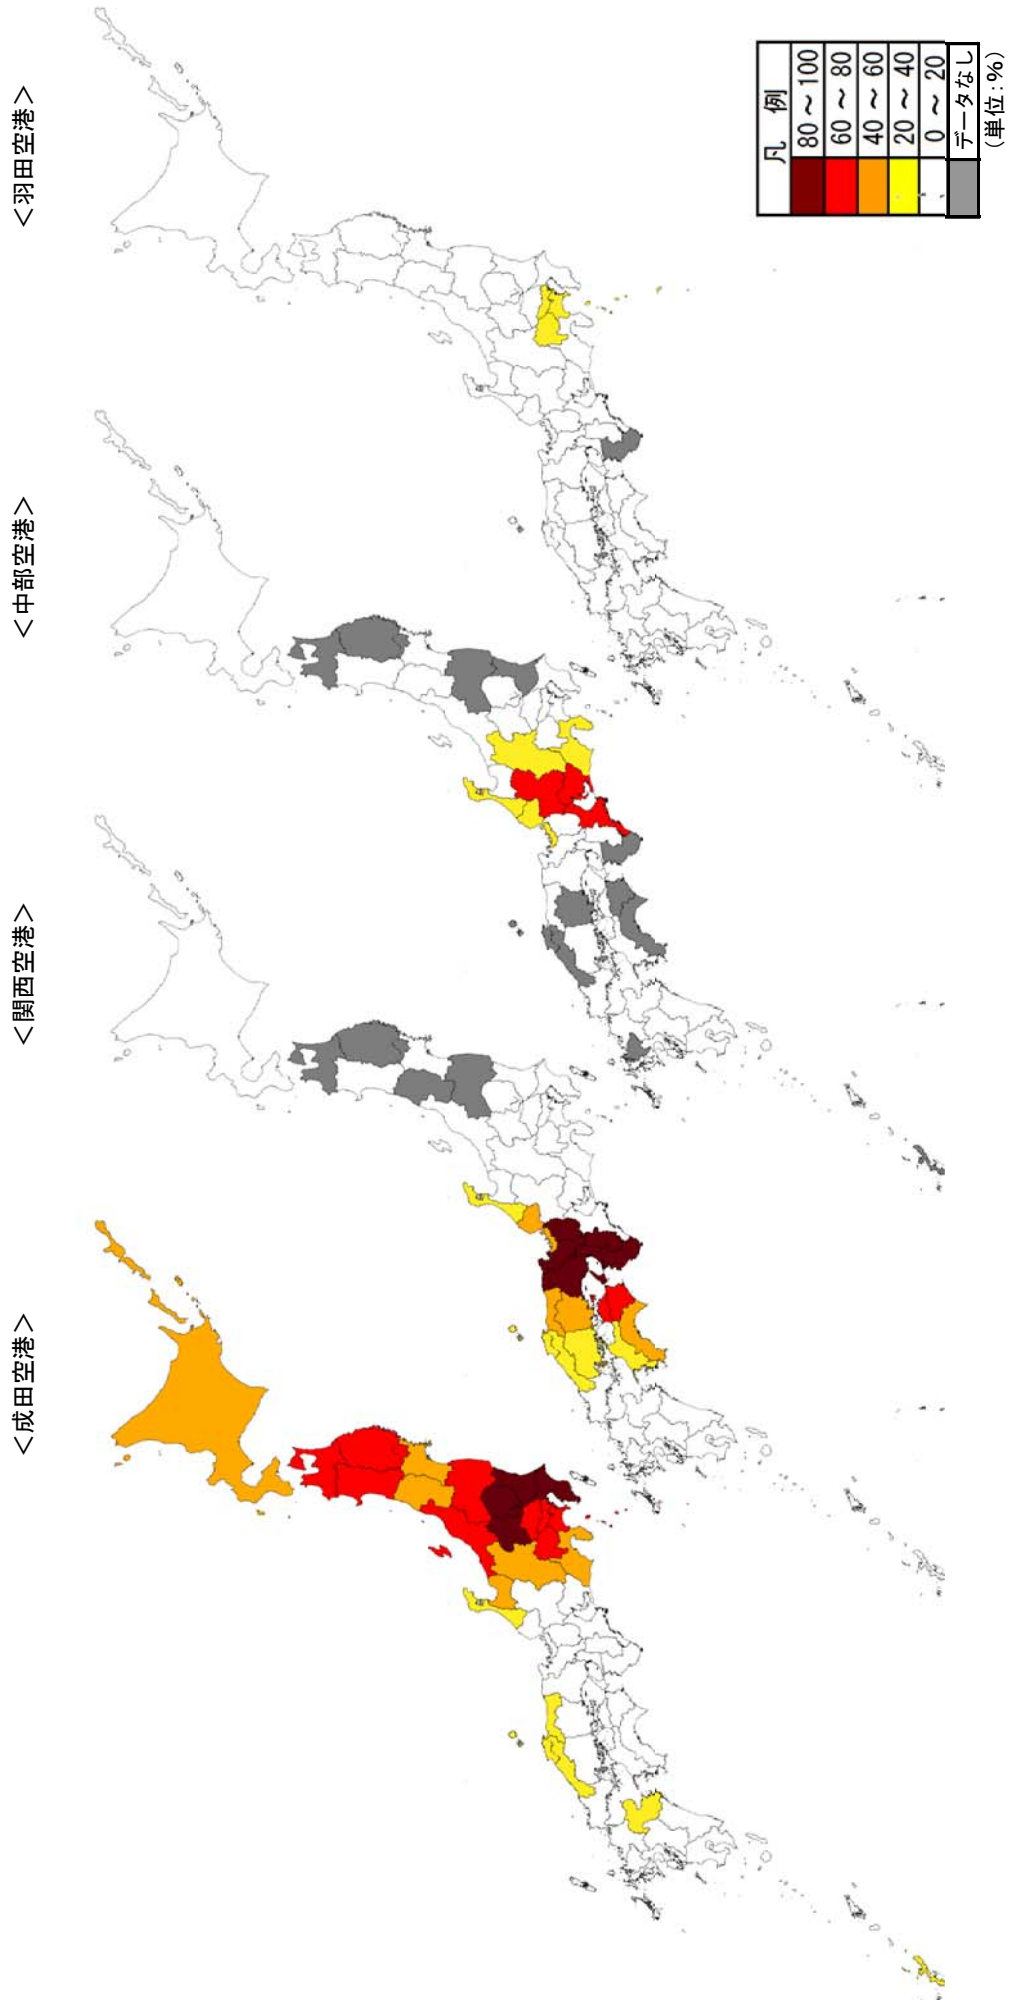 <成田空港>
<関西空港>
<中部空港>
<羽田空港>
凡 例
80 ~ 100
60 ~ 80
40 ~ 60
20 ~ 40
0 ~ 20
データなし
(単位:%)